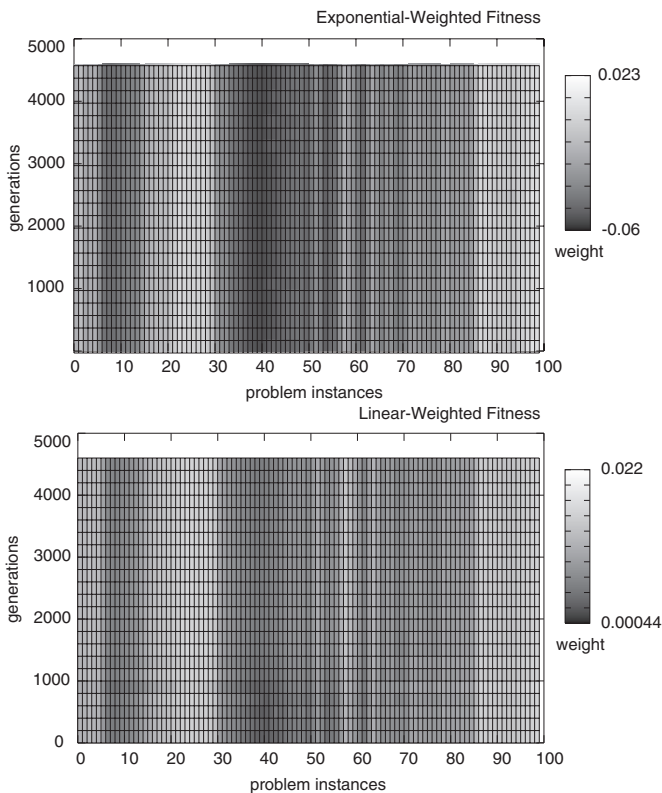 Exponential-Weighted Fitness
5000
4000
3000
2000
1000
generations
0 10 20 30 40 50 60 70 80 90 100
problem instances
0.023
-0.06
weight
Linear-Weighted Fitness
5000
4000
3000
2000
1000
0
generations
0 10 20 30 40 50 60 70 80 90 100
problem instances
0.022
0.00044
weight